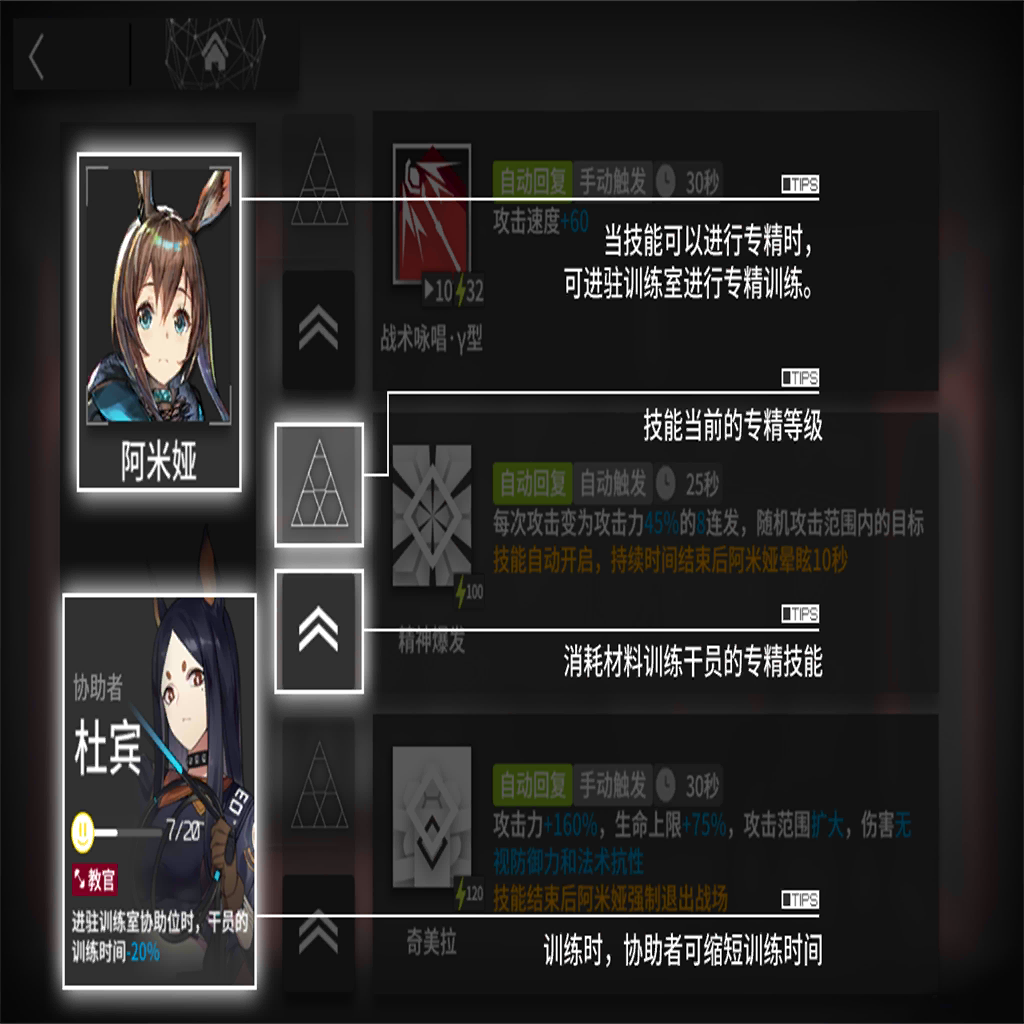 阿米娅
自动回复 手动触发 30秒
TIPS
攻击速度+60
当技能可以进行专精时，
可进驻训练室进行专精训练。
10 32
战术咏唱·γ型
TIPS
技能当前的专精等级
自动回复 自动触发 25秒
每次攻击变为攻击力45%的8连发，随机攻击范围内的目标
技能自动开启，持续时间结束后阿米娅晕眩10秒
100
精神爆发
TIPS
消耗材料训练干员的专精技能
协助者
杜宾
03
7/20
教官
进驻训练室协助位时，干员的
训练时间-20%
自动回复 手动触发 30秒
攻击力+160%，生命上限+75%，攻击范围扩大，伤害无
视防御力和法术抗性
技能结束后阿米娅强制退出战场
120
奇美拉
TIPS
训练时，协助者可缩短训练时间